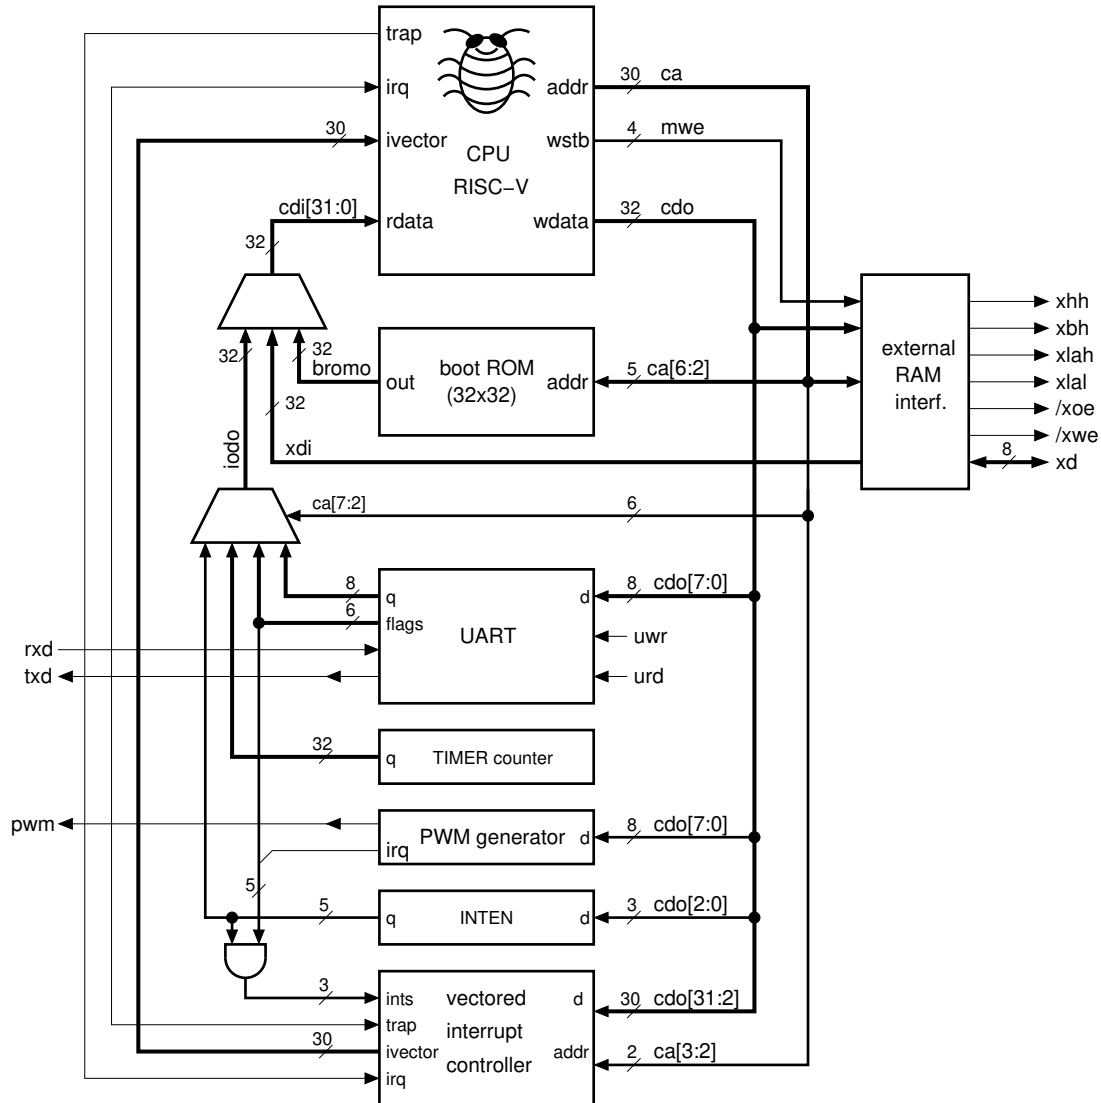 trap
irq
addr
30
ca
30
ivector
wstb
4
mwe
CPU
RISC–V
cdi[31:0]
rdata
wdata
32
cdo
32
xhh
xbh
xlah
xlal
/xoe
/xwe
8
xd
external
RAM
interf.
32
32
bromo
out
boot ROM
(32x32)
addr
5
ca[6:2]
32
iodo
xdi
ca[7:2]
6
8
q
d
8
cdo[7:0]
6
flags
UART
uwr
urd
rxd
txd
32
q
TIMER counter
pwm
PWM generator
d
8
cdo[7:0]
irq
5
5
q
INTEN
d
3
cdo[2:0]
3
ints
vectored
interrupt
controller
d
30
cdo[31:2]
trap
30
ivector
addr
2
ca[3:2]
irq